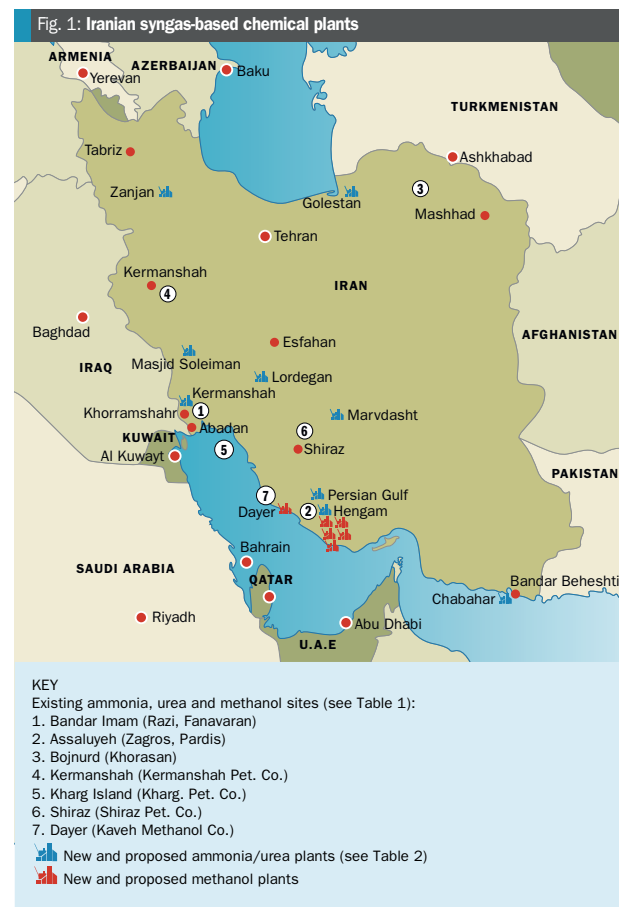 Fig. 1: Iranian syngas-based chemical plants
ARMENIA
Yerevan
AZERBAIJAN
Baku
TURKMENISTAN
Tabriz
Ashkhabad
Zanjan
Golestan
3
Mashhad
Tehran
Kermanshah
4
IRAN
Baghdad
Esfahan
AFGHANISTAN
IRAQ
Masjid Soleiman
Lordegan
Kermanshah
Khorramshahr
1
Marvdasht
Abadan
KUWAIT
6
Al Kuwayt
5
Shiraz
PAKISTAN
7
Persian Gulf
Dayer
2
Hengam
Bahrain
SAUDI ARABIA
QATAR
Bandar Beheshti
Chabahar
Riyadh
Abu Dhabi
U.A.E
KEY
Existing ammonia, urea and methanol sites (see Table 1):
1. Bandar Imam (Razi, Fanavaran)
2. Assaluyeh (Zagros, Pardis)
3. Bojnurd (Khorasan)
4. Kermanshah (Kermanshah Pet. Co.)
5. Kharg Island (Kharg. Pet. Co.)
6. Shiraz (Shiraz Pet. Co.)
7. Dayer (Kaveh Methanol Co.)
New and proposed ammonia/urea plants (see Table 2)
New and proposed methanol plants